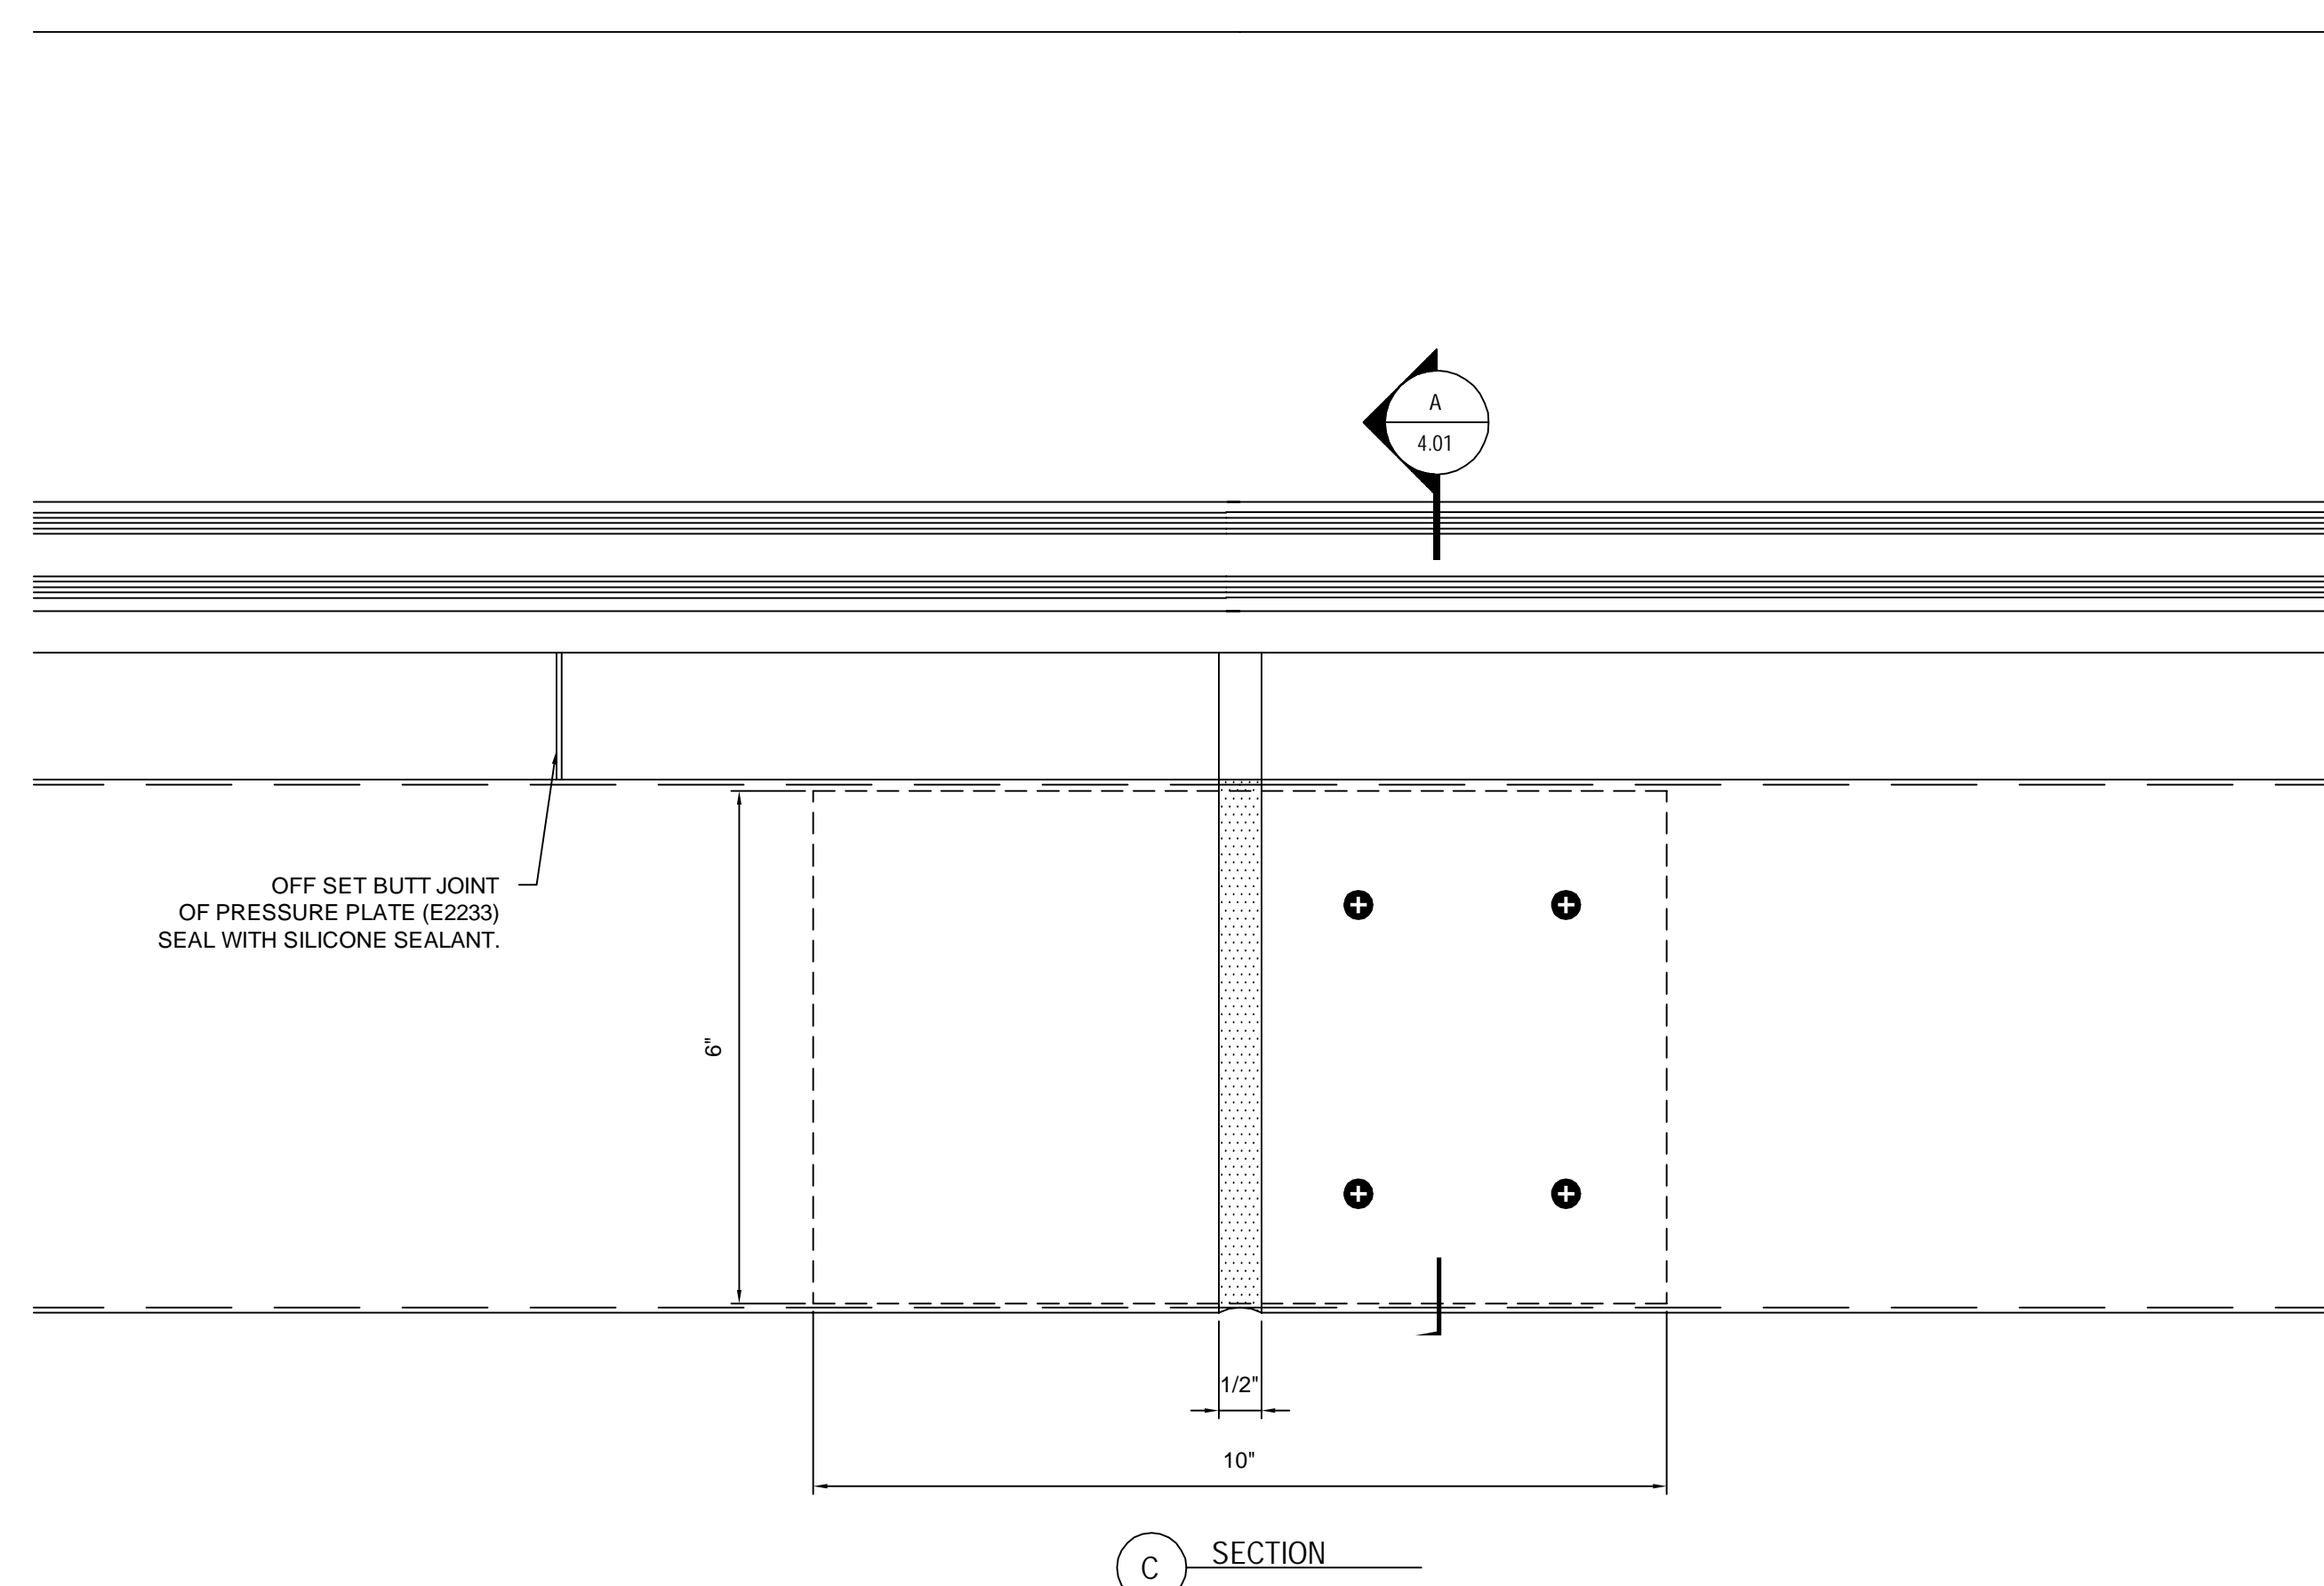 A
4.01
OFF SET BUTT JOINT
OF PRESSURE PLATE (E2233)
SEAL WITH SILICONE SEALANT.
6"
1/2"
10"
C
SECTION